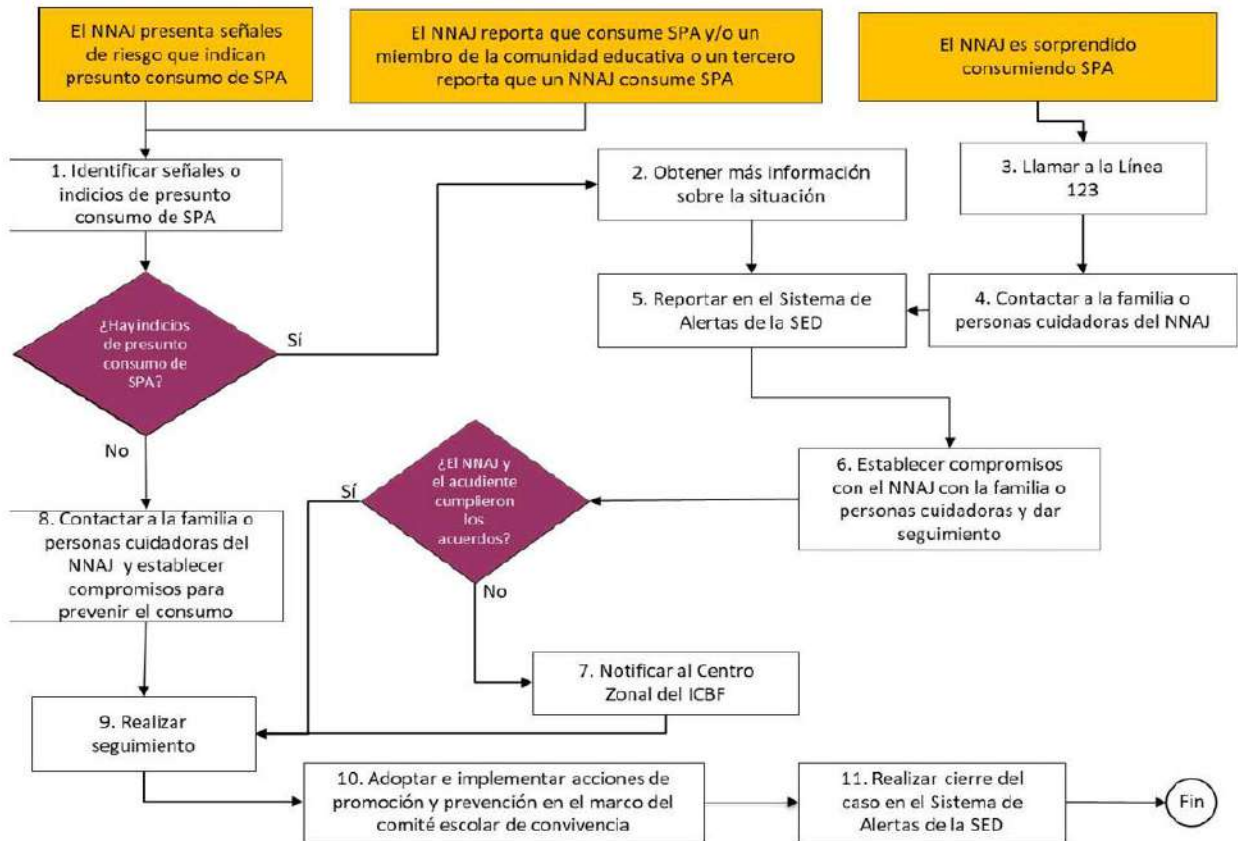 El NNAJ presenta señales
de riesgo que indican
presunto consumo de SPA
El NNAJ reporta que consume SPA y/o un
miembro de la comunidad educativa o un tercero
reporta que un NNAJ consume SPA
El NNAJ es sorprendido
consumiendo SPA
1. Identificar señales o
indicios de presunto
consumo de SPA
2. Obtener más información
sobre la situación
3. Llamar a la Línea
123
¿Hay indicios
de presunto
consumo de
SPA?
Sí
No
5. Reportar en el Sistema de
Alertas de la SED
4. Contactar a la familia o
personas cuidadoras del NNAJ
¿El NNAJ y
el acudiente
cumplieron
los
acuerdos?
Sí
No
6. Establecer compromisos
con el NNAJ con la familia o
personas cuidadoras y dar
seguimiento
8. Contactar a la familia o
personas cuidadoras del
NNAJ y establecer
compromisos para
prevenir el consumo
7. Notificar al Centro
Zonal del ICBF
9. Realizar
seguimiento
10. Adoptar e implementar acciones de
promoción y prevención en el marco del
comité escolar de convivencia
11. Realizar cierre del
caso en el Sistema de
Alertas de la SED
Fin